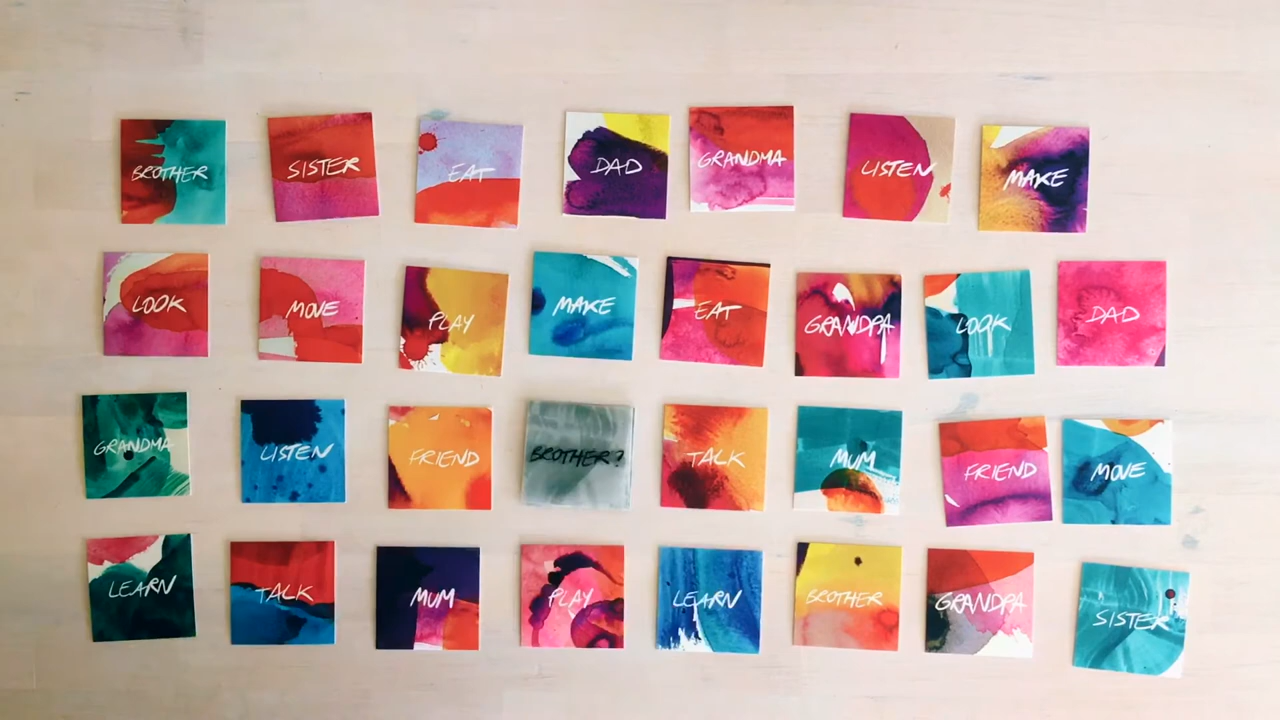 BROTHER
SISTER
EAT
DAD
GRANDMA
LISTEN
MAKE
LOOK
MOVE
PLAY
MAKE
EAT
GRANDPA
LOOK
DAD
GRANDMA
LISTEN
FRIEND
BROTHER?
TALK
MUM
FRIEND
MOVE
LEARN
TALK
MUM
PLAY
LEARN
BROTHER
GRANDPA
SISTER